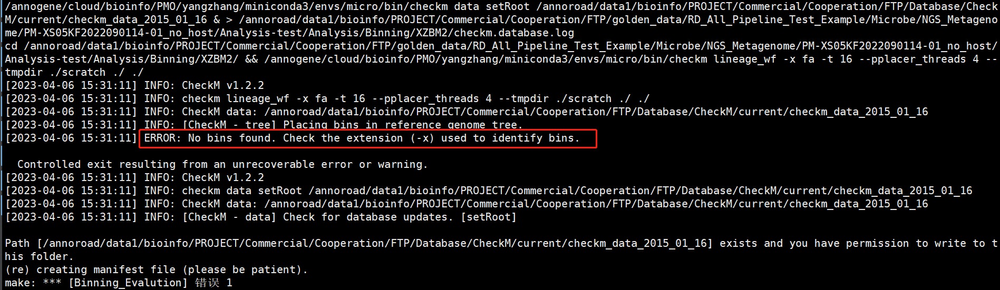 /annogene/cloud/bioinfo/PMO/yangzhang/miniconda3/envs/micro/bin/checkm data setRoot /annoroad/data1/bioinfo/PROJECT/Commercial/Cooperation/FTP/Database/Check
M/current/checkm_data_2015_01_16 & > /annoroad/data1/bioinfo/PROJECT/Commercial/Cooperation/FTP/golden_data/RD_All_Pipeline_Test_Example/Microbe/NGS_Metageno
me/PM-XS05KF2022090114-01_no_host/Analysis-test/Analysis/Binning/XZBM2/checkm.database.log
cd /annoroad/data1/bioinfo/PROJECT/Commercial/Cooperation/FTP/golden_data/RD_All_Pipeline_Test_Example/Microbe/NGS_Metagenome/PM-XS05KF2022090114-01_no_host/
Analysis-test/Analysis/Binning/XZBM2/ && /annogene/cloud/bioinfo/PMO/yangzhang/miniconda3/envs/micro/bin/checkm lineage_wf -x fa -t 16 --pplacer_threads 4 --
tmpdir ./scratch ./ ./
[2023-04-06 15:31:11] INFO: CheckM v1.2.2
[2023-04-06 15:31:11] INFO: checkm lineage_wf -x fa -t 16 --pplacer_threads 4 --tmpdir ./scratch ./ ./
[2023-04-06 15:31:11] INFO: CheckM data: /annoroad/data1/bioinfo/PROJECT/Commercial/Cooperation/FTP/Database/CheckM/current/checkm_data_2015_01_16
[2023-04-06 15:31:11] INFO: [CheckM - tree] Placing bins in reference genome tree.
[2023-04-06 15:31:11] ERROR: No bins found. Check the extension (-x) used to identify bins.
Controlled exit resulting from an unrecoverable error or warning.
[2023-04-06 15:31:11] INFO: CheckM v1.2.2
[2023-04-06 15:31:11] INFO: checkm data setRoot /annoroad/data1/bioinfo/PROJECT/Commercial/Cooperation/FTP/Database/CheckM/current/checkm_data_2015_01_16
[2023-04-06 15:31:11] INFO: CheckM data: /annoroad/data1/bioinfo/PROJECT/Commercial/Cooperation/FTP/Database/CheckM/current/checkm_data_2015_01_16
[2023-04-06 15:31:11] INFO: [CheckM - data] Check for database updates. [setRoot]
Path [/annoroad/data1/bioinfo/PROJECT/Commercial/Cooperation/FTP/Database/CheckM/current/checkm_data_2015_01_16] exists and you have permission to write to t
his folder.
(re) creating manifest file (please be patient).
make: *** [Binning_Evalution] 错误 1